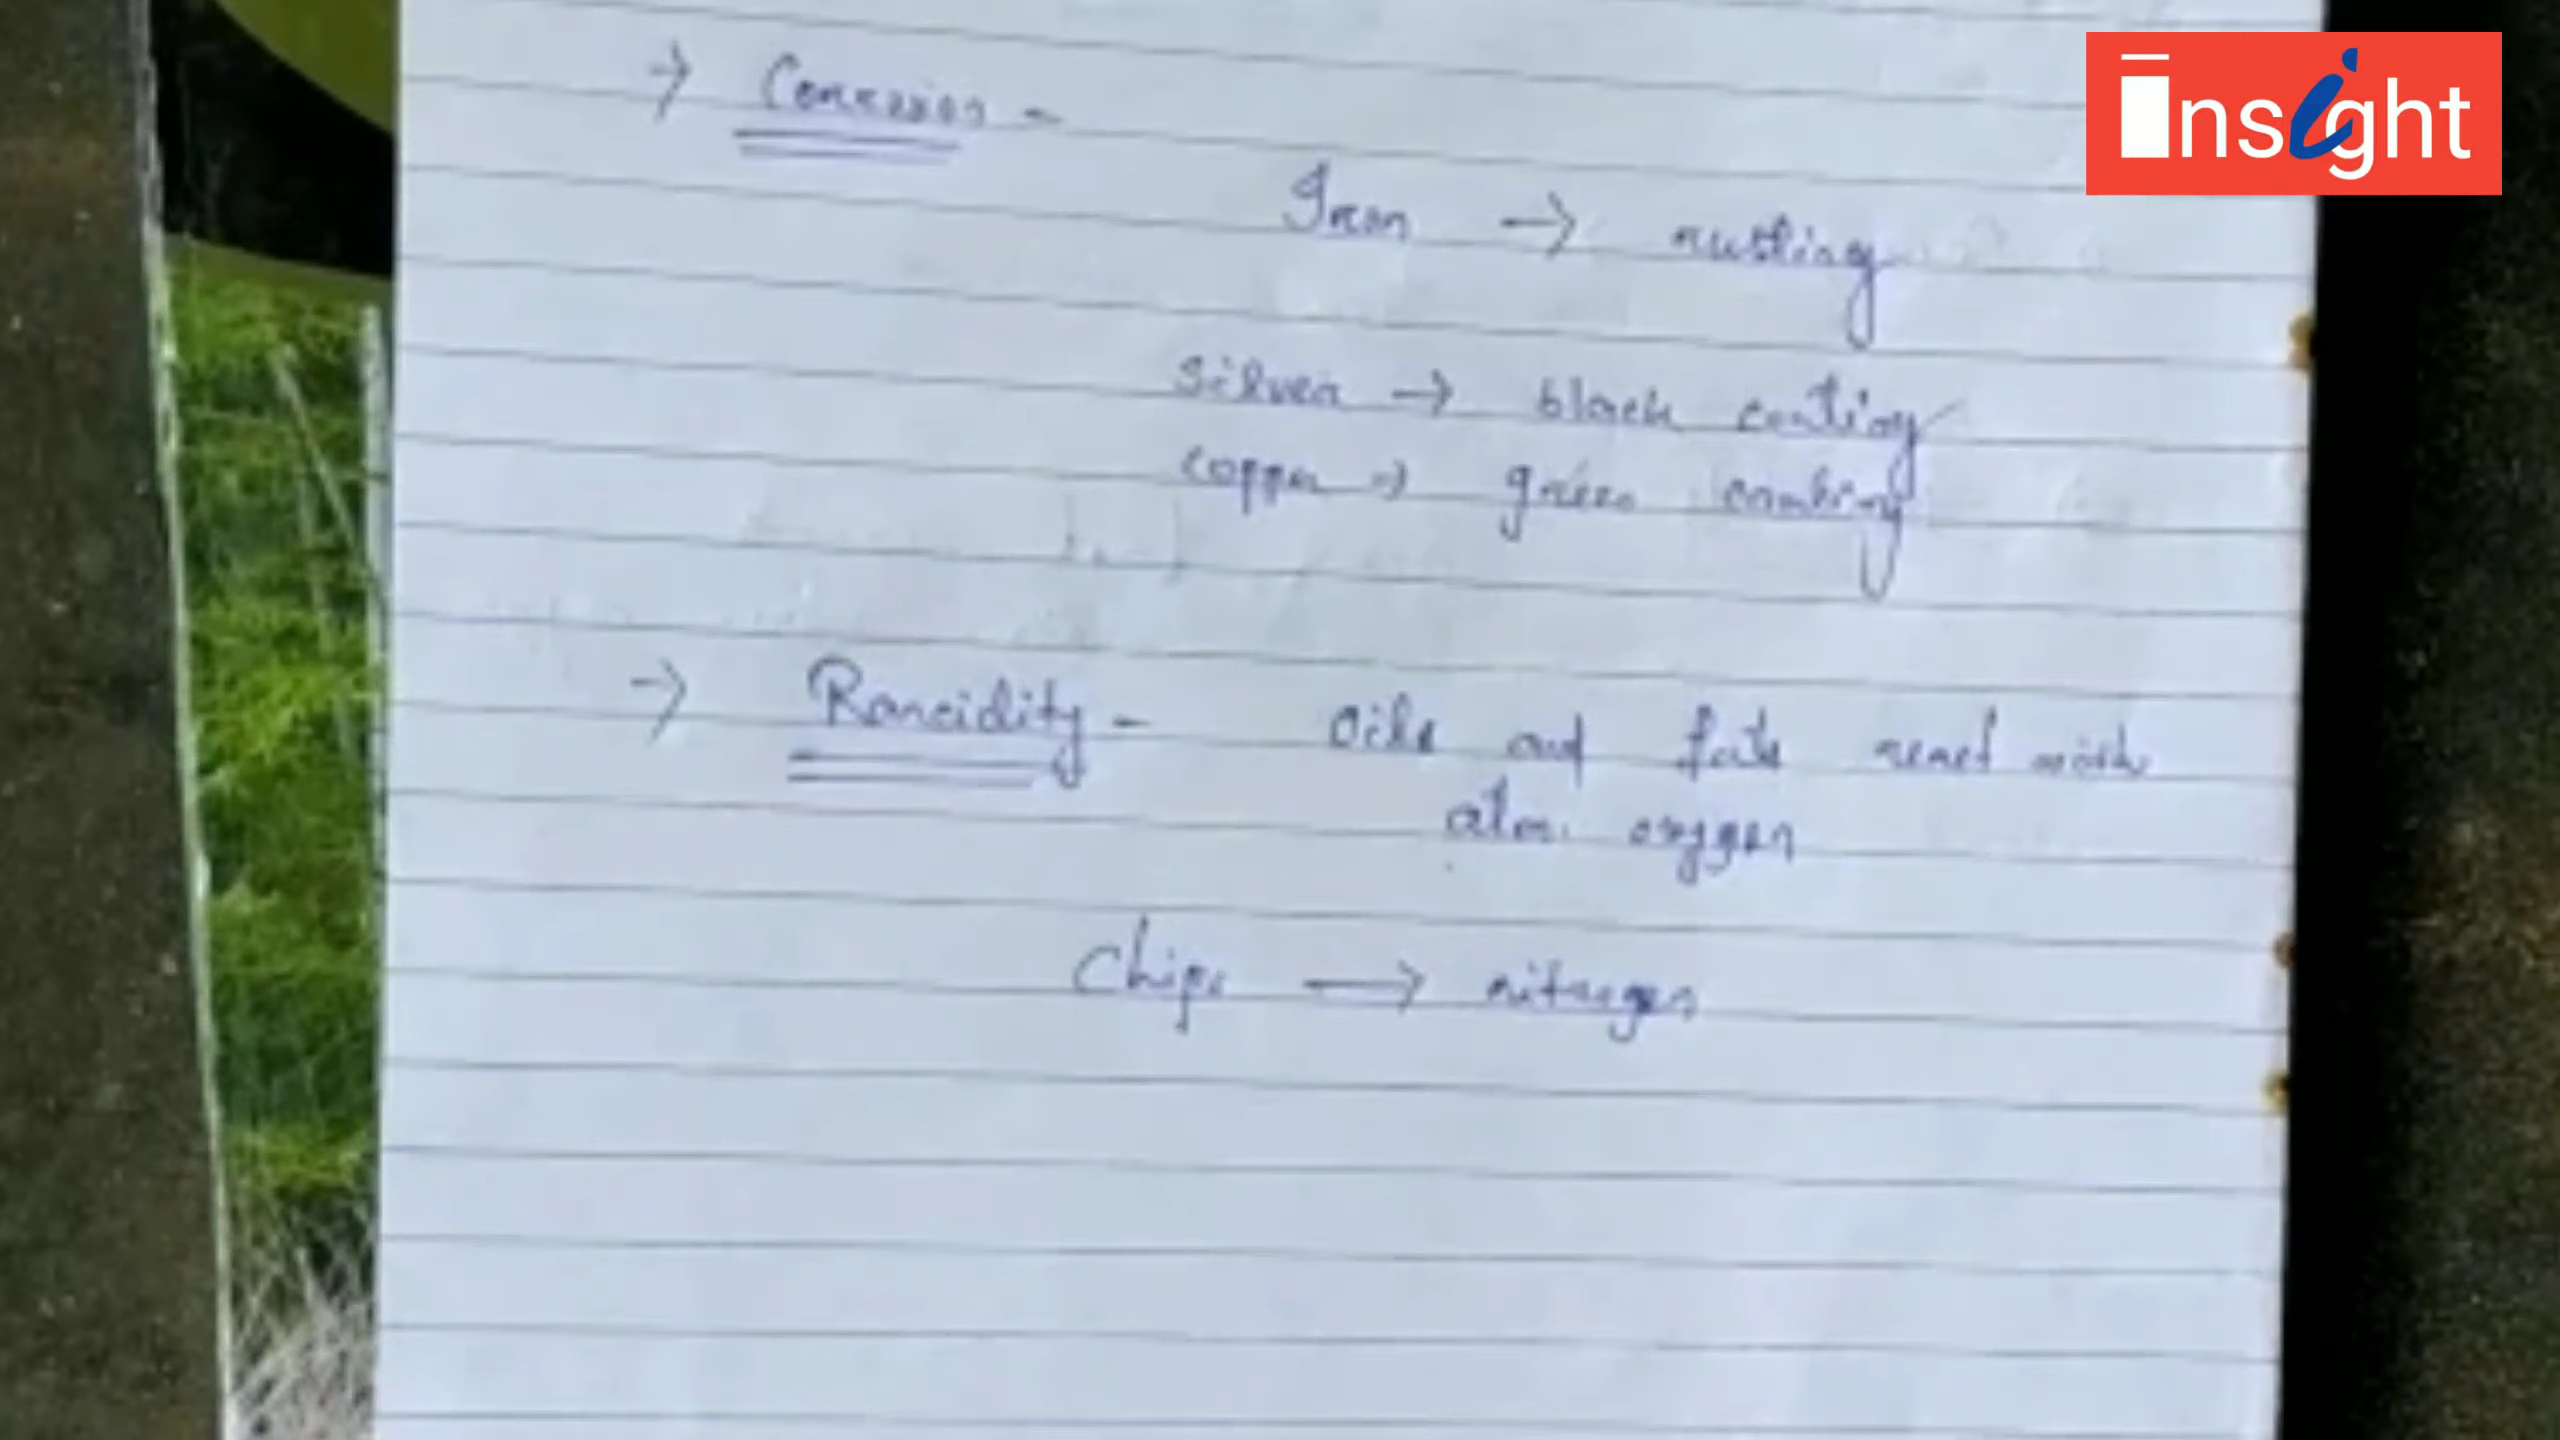 Insight
→ Corrosion -
Iron → rusting
Silver → black coating
copper → green coating
→ Rancidity - Oils and fats react with
atm. oxygen
Chips → nitrogen